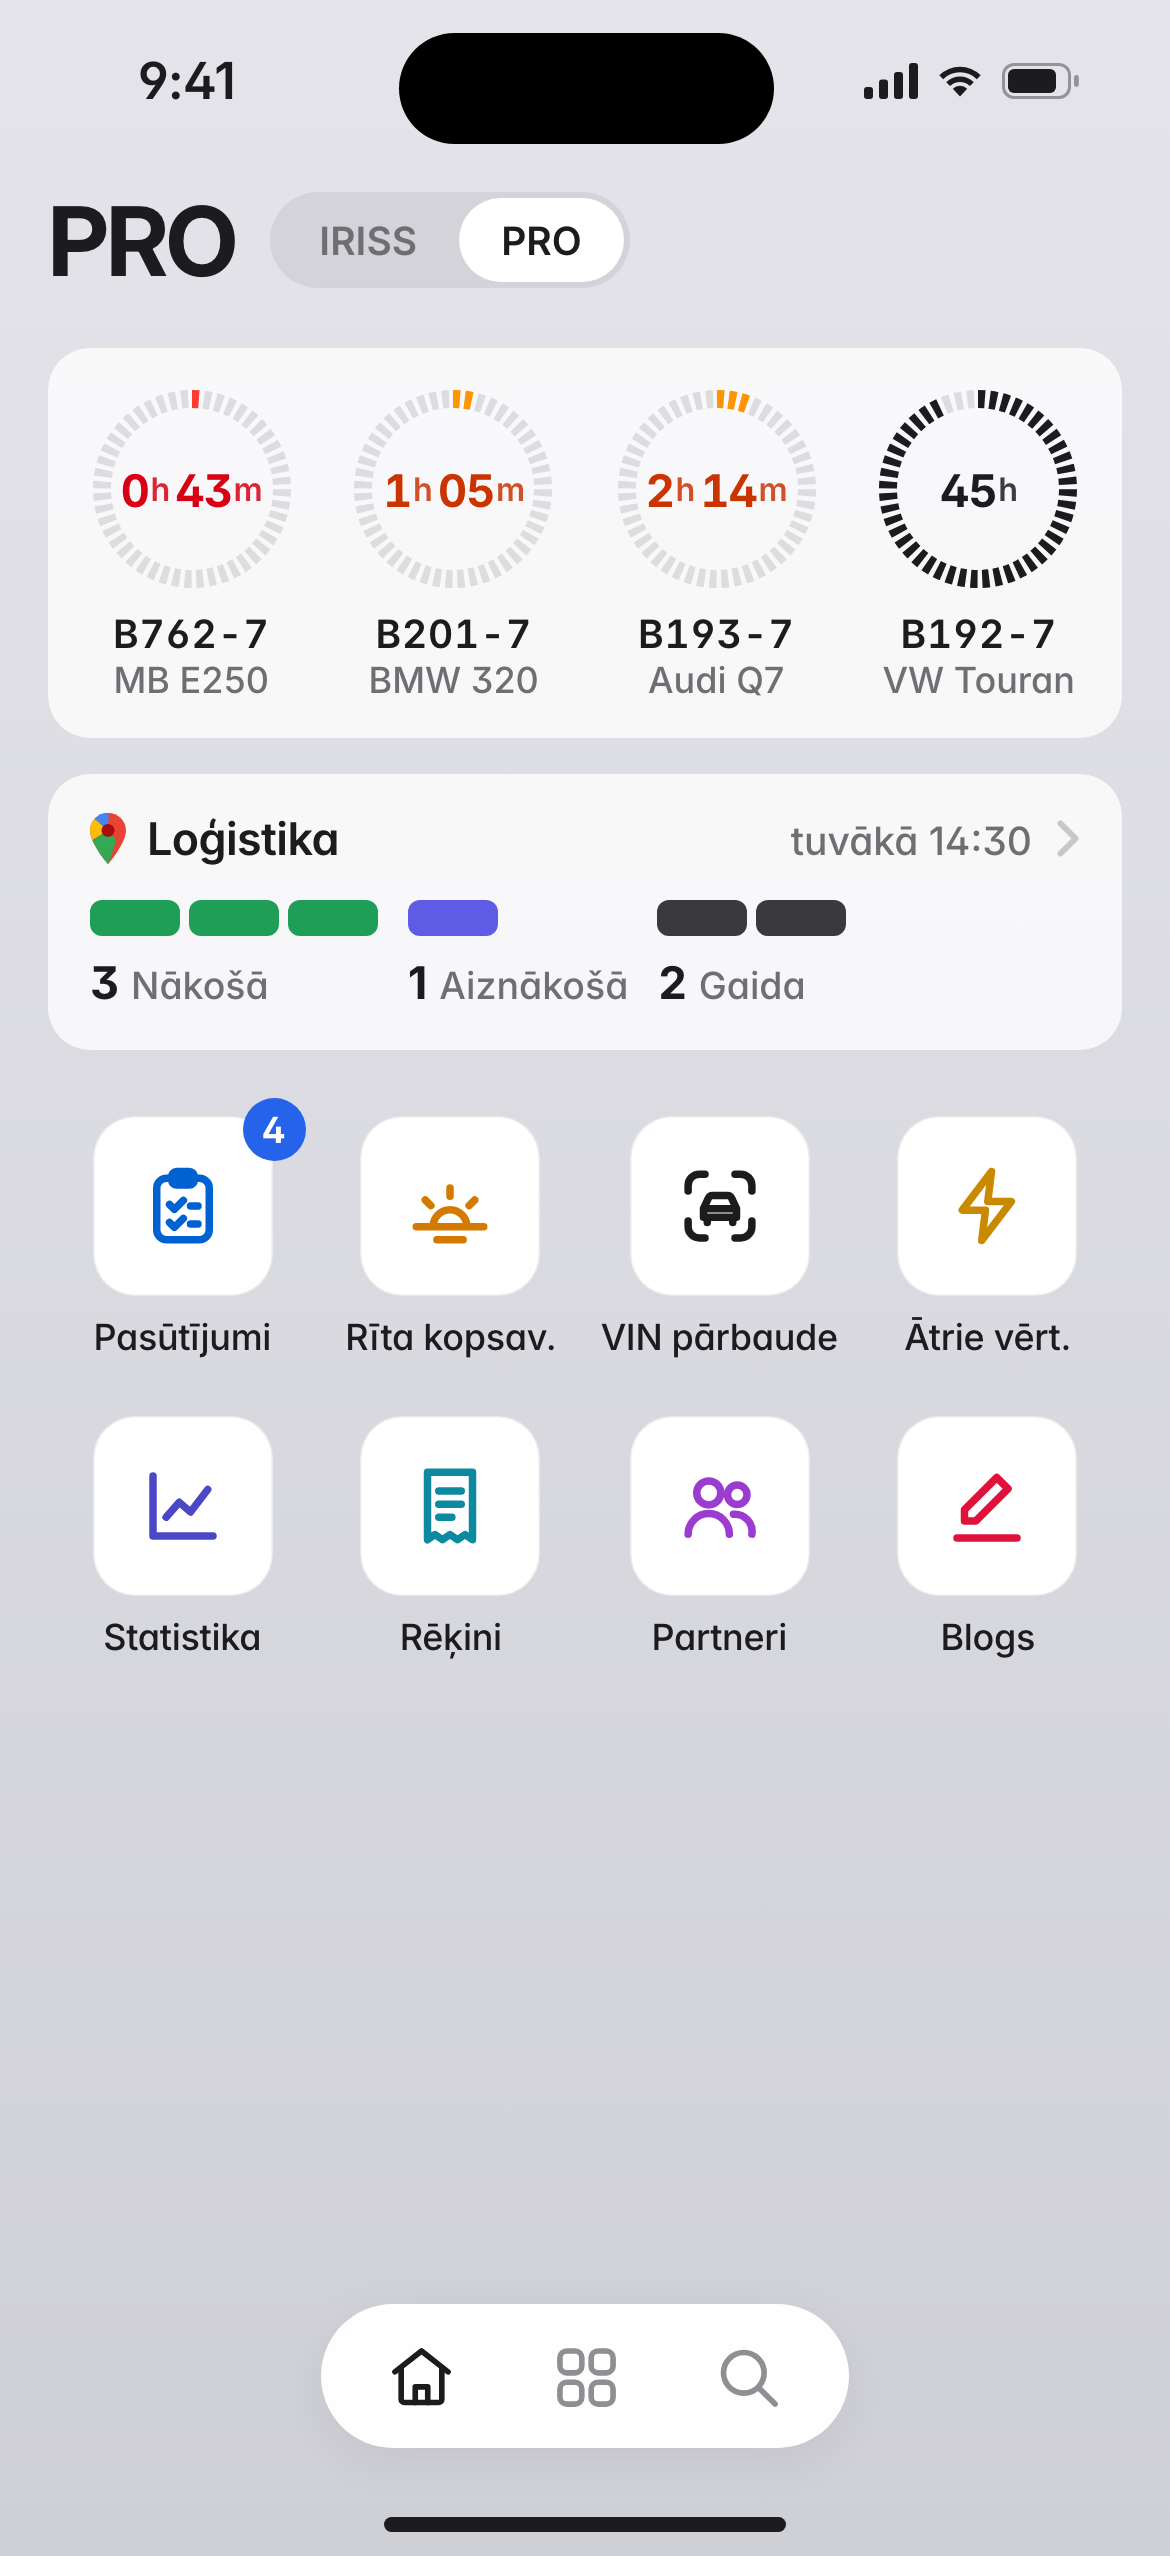 9:41
PRO
IRISS PRO
0h 43m 1h 05m 2h 14m 45h
B762-7 B201-7 B193-7 B192-7
MB E250 BMW 320 Audi Q7 VW Touran
Loģistika tuvākā 14:30
3 Nākošā 1 Aiznākošā 2 Gaida
4
Pasūtījumi Rīta kopsav. VIN pārbaude Ātrie vērt.
Statistika Rēķini Partneri Blogs